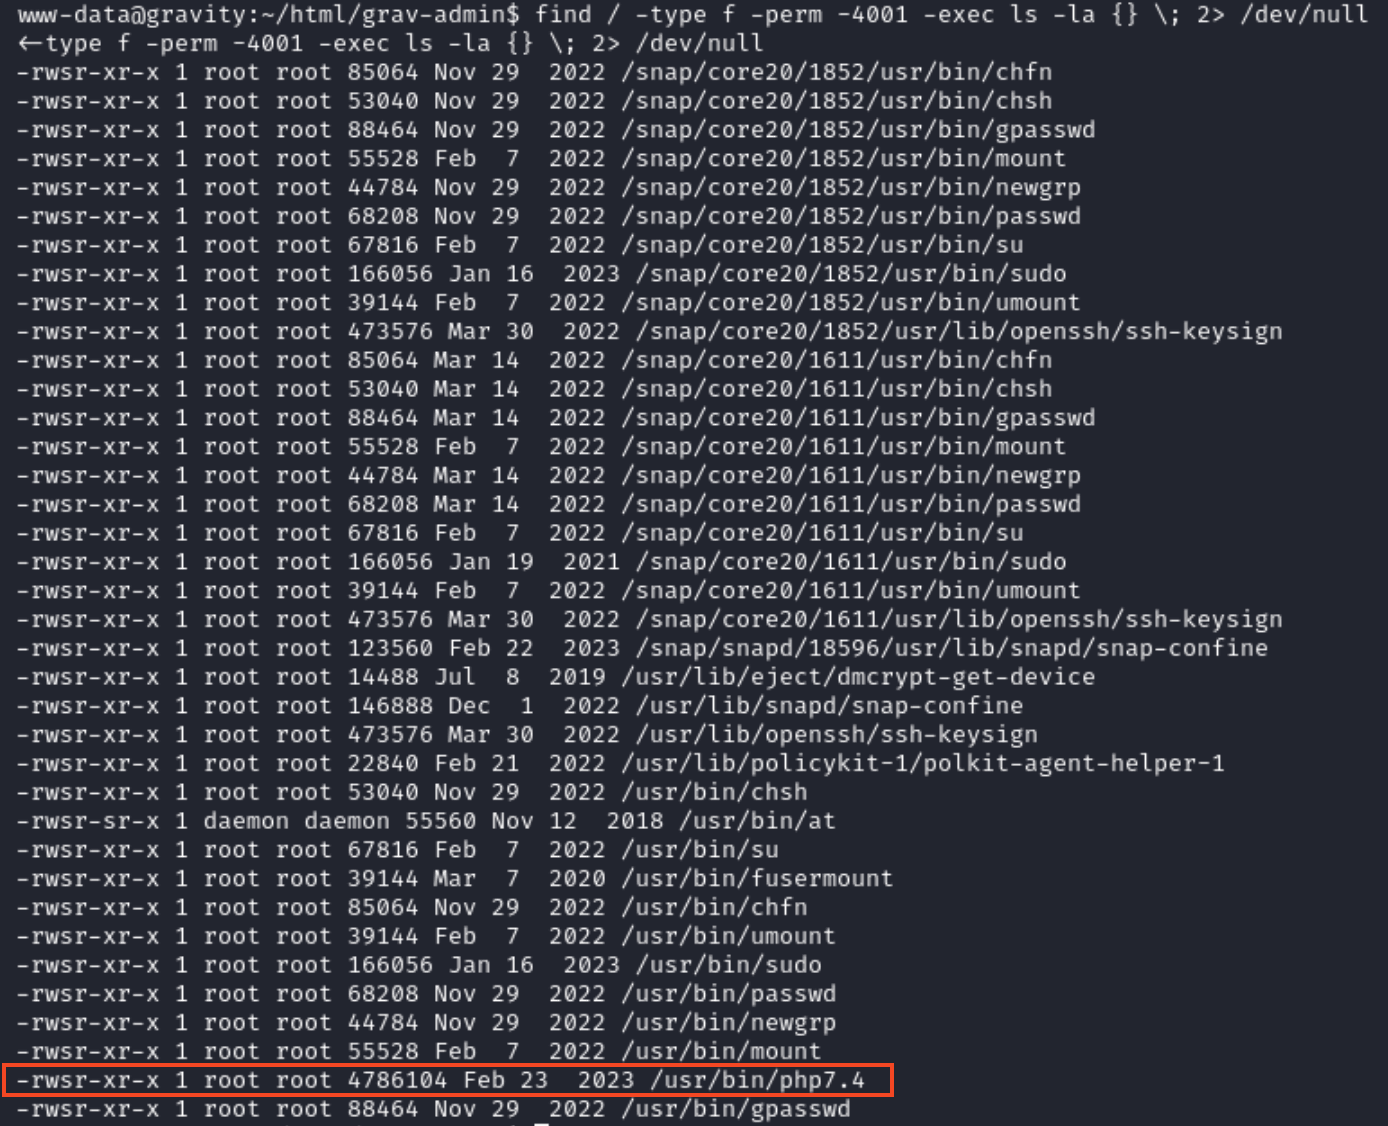 www-data@gravity:~/html/grav-admin$ find / -type f -perm -4001 -exec ls -la {} \; 2> /dev/null
←type f -perm -4001 -exec ls -la {} \; 2> /dev/null
-rwsr-xr-x 1 root root 85064 Nov 29  2022 /snap/core20/1852/usr/bin/chfn
-rwsr-xr-x 1 root root 53040 Nov 29  2022 /snap/core20/1852/usr/bin/chsh
-rwsr-xr-x 1 root root 88464 Nov 29  2022 /snap/core20/1852/usr/bin/gpasswd
-rwsr-xr-x 1 root root 55528 Feb  7  2022 /snap/core20/1852/usr/bin/mount
-rwsr-xr-x 1 root root 44784 Nov 29  2022 /snap/core20/1852/usr/bin/newgrp
-rwsr-xr-x 1 root root 68208 Nov 29  2022 /snap/core20/1852/usr/bin/passwd
-rwsr-xr-x 1 root root 67816 Feb  7  2022 /snap/core20/1852/usr/bin/su
-rwsr-xr-x 1 root root 166056 Jan 16  2023 /snap/core20/1852/usr/bin/sudo
-rwsr-xr-x 1 root root 39144 Feb  7  2022 /snap/core20/1852/usr/bin/umount
-rwsr-xr-x 1 root root 473576 Mar 30  2022 /snap/core20/1852/usr/lib/openssh/ssh-keysign
-rwsr-xr-x 1 root root 85064 Mar 14  2022 /snap/core20/1611/usr/bin/chfn
-rwsr-xr-x 1 root root 53040 Mar 14  2022 /snap/core20/1611/usr/bin/chsh
-rwsr-xr-x 1 root root 88464 Mar 14  2022 /snap/core20/1611/usr/bin/gpasswd
-rwsr-xr-x 1 root root 55528 Feb  7  2022 /snap/core20/1611/usr/bin/mount
-rwsr-xr-x 1 root root 44784 Mar 14  2022 /snap/core20/1611/usr/bin/newgrp
-rwsr-xr-x 1 root root 68208 Mar 14  2022 /snap/core20/1611/usr/bin/passwd
-rwsr-xr-x 1 root root 67816 Feb  7  2022 /snap/core20/1611/usr/bin/su
-rwsr-xr-x 1 root root 166056 Jan 19  2021 /snap/core20/1611/usr/bin/sudo
-rwsr-xr-x 1 root root 39144 Feb  7  2022 /snap/core20/1611/usr/bin/umount
-rwsr-xr-x 1 root root 473576 Mar 30  2022 /snap/core20/1611/usr/lib/openssh/ssh-keysign
-rwsr-xr-x 1 root root 123560 Feb 22  2023 /snap/snapd/18596/usr/lib/snapd/snap-confine
-rwsr-xr-x 1 root root 14488 Jul  8  2019 /usr/lib/eject/dmcrypt-get-device
-rwsr-xr-x 1 root root 146888 Dec  1  2022 /usr/lib/snapd/snap-confine
-rwsr-xr-x 1 root root 473576 Mar 30  2022 /usr/lib/openssh/ssh-keysign
-rwsr-xr-x 1 root root 22840 Feb 21  2022 /usr/lib/policykit-1/polkit-agent-helper-1
-rwsr-xr-x 1 root root 53040 Nov 29  2022 /usr/bin/chsh
-rwsr-sr-x 1 daemon daemon 55560 Nov 12  2018 /usr/bin/at
-rwsr-xr-x 1 root root 67816 Feb  7  2022 /usr/bin/su
-rwsr-xr-x 1 root root 39144 Mar  7  2020 /usr/bin/fusermount
-rwsr-xr-x 1 root root 85064 Nov 29  2022 /usr/bin/chfn
-rwsr-xr-x 1 root root 39144 Feb  7  2022 /usr/bin/umount
-rwsr-xr-x 1 root root 166056 Jan 16  2023 /usr/bin/sudo
-rwsr-xr-x 1 root root 68208 Nov 29  2022 /usr/bin/passwd
-rwsr-xr-x 1 root root 44784 Nov 29  2022 /usr/bin/newgrp
-rwsr-xr-x 1 root root 55528 Feb  7  2022 /usr/bin/mount
-rwsr-xr-x 1 root root 4786104 Feb 23  2023 /usr/bin/php7.4
-rwsr-xr-x 1 root root 88464 Nov 29  2022 /usr/bin/gpasswd